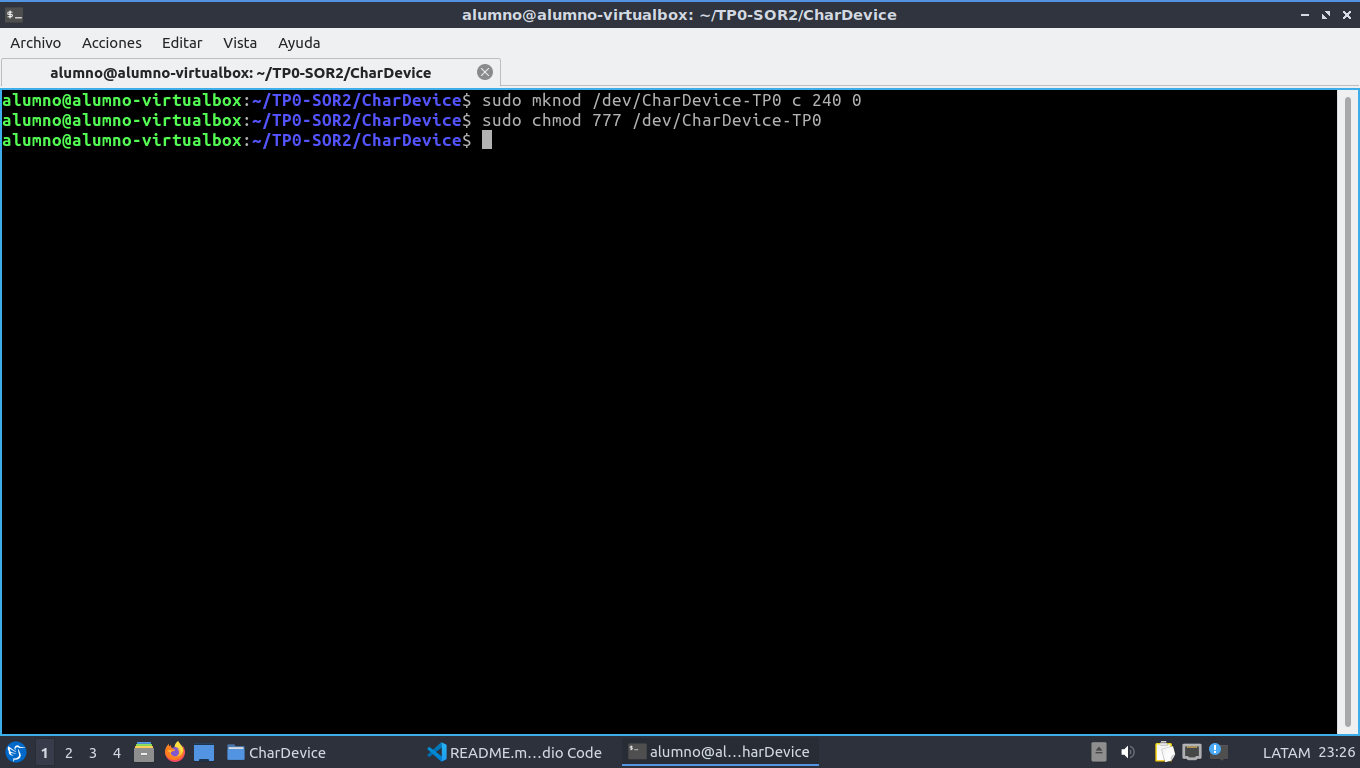 alumno@alumno-virtualbox: ~/TP0-SOR2/CharDevice
Archivo Acciones Editar Vista Ayuda
alumno@alumno-virtualbox: ~/TP0-SOR2/CharDevice
alumno@alumno-virtualbox:~/TP0-SOR2/CharDevice$ sudo mknod /dev/CharDevice-TP0 c 240 0
alumno@alumno-virtualbox:~/TP0-SOR2/CharDevice$ sudo chmod 777 /dev/CharDevice-TP0
alumno@alumno-virtualbox:~/TP0-SOR2/CharDevice$
1 2 3 4 CharDevice README.m...dio Code alumno@al...harDevice LATAM 23:26